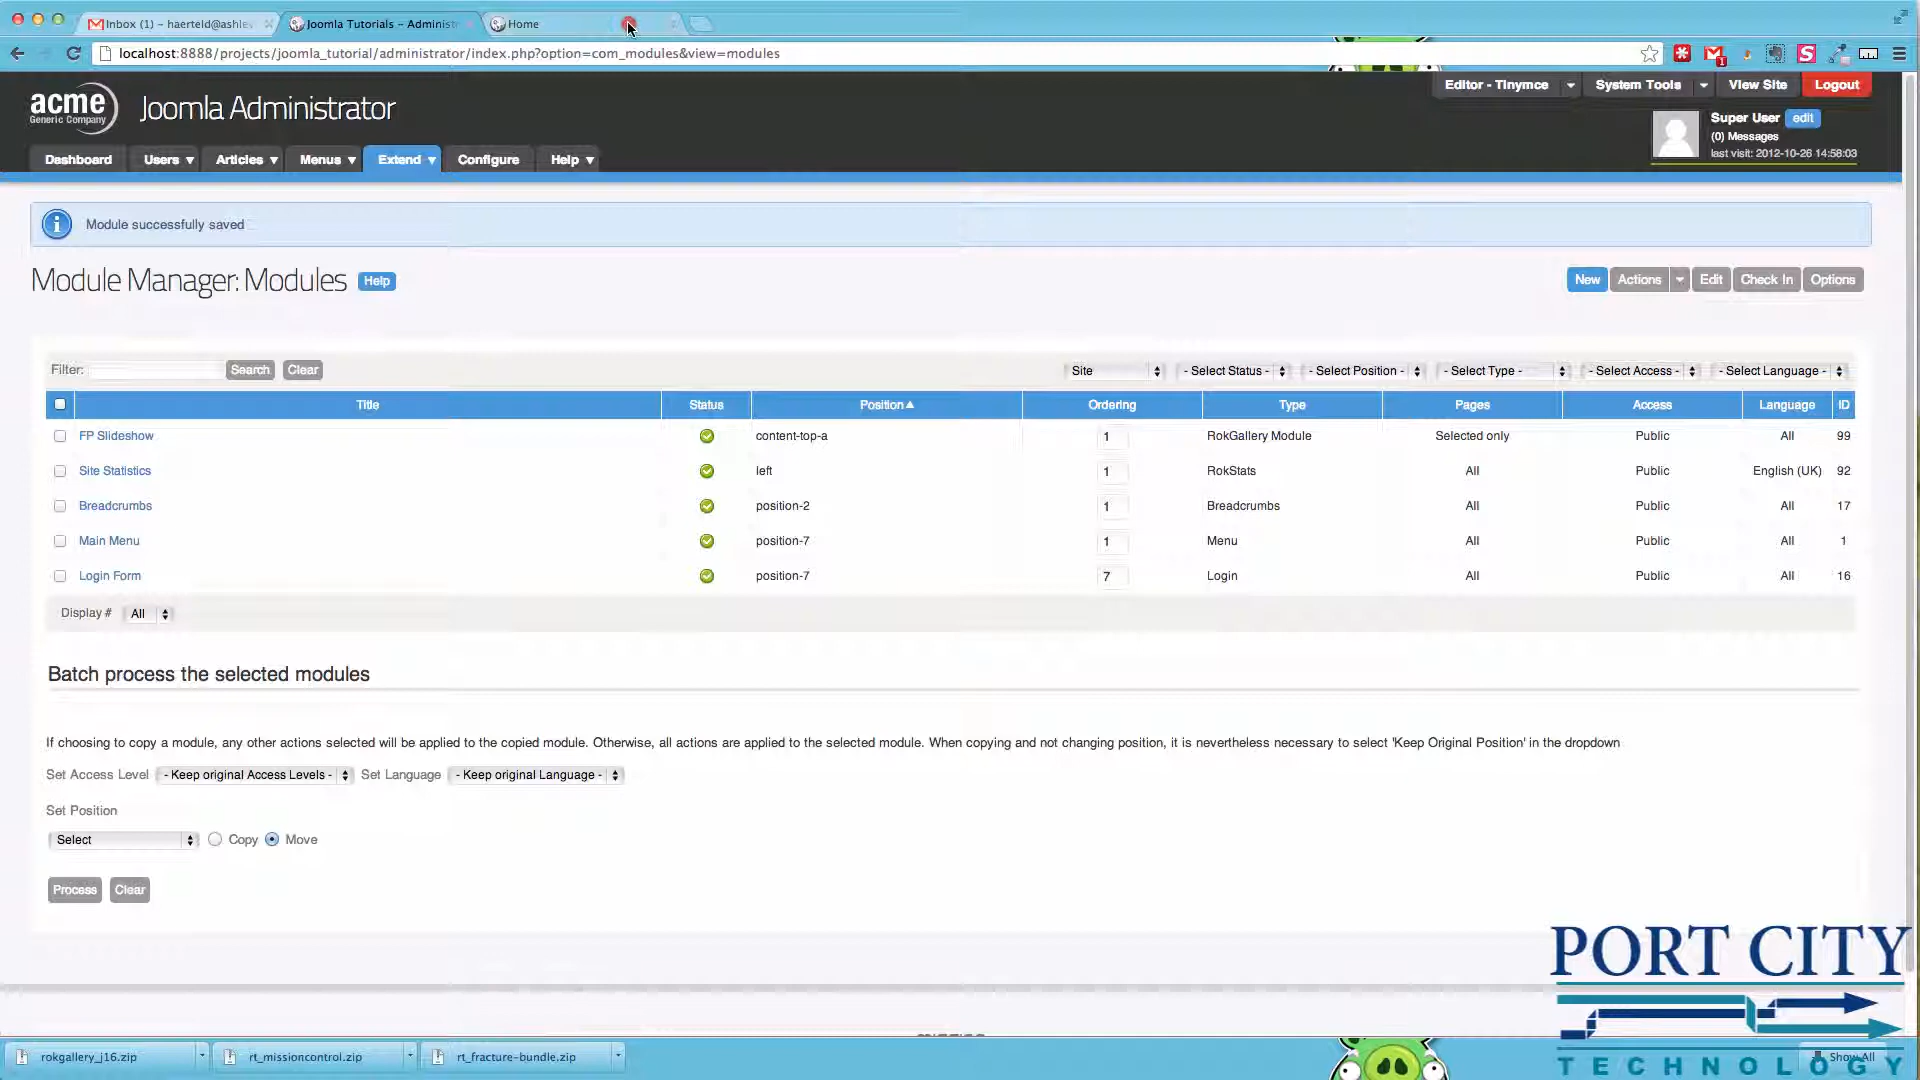 Inbox (1) – haerteld@ashley
Joomla Tutorials – Administ
Home
localhost:8888/projects/joomla_tutorial/administrator/index.php?option=com_modules&view=modules
acme
Generic Company
Joomla Administrator
Editor - Tinymce
System Tools
View Site
Logout
Super User edit
(0) Messages
last visit: 2012-10-26 14:58:03
Dashboard
Users
Articles
Menus
Extend
Configure
Help
Module successfully saved
Module Manager: Modules Help
New Actions Edit Check In Options
Filter: Search Clear
Site - Select Status - - Select Position - - Select Type - - Select Access - - Select Language -
Title Status Position Ordering Type Pages Access Language ID
FP Slideshow content-top-a 1 RokGallery Module Selected only Public All 99
Site Statistics left 1 RokStats All Public English (UK) 92
Breadcrumbs position-2 1 Breadcrumbs All Public All 17
Main Menu position-7 1 Menu All Public All 1
Login Form position-7 7 Login All Public All 16
Display # All
Batch process the selected modules
If choosing to copy a module, any other actions selected will be applied to the copied module. Otherwise, all actions are applied to the selected module. When copying and not changing position, it is nevertheless necessary to select 'Keep Original Position' in the dropdown
Set Access Level - Keep original Access Levels - Set Language - Keep original Language -
Set Position
Select Copy Move
Process Clear
rokgallery_j16.zip
rt_missioncontrol.zip
rt_fracture-bundle.zip
Show All
PORT CITY
TECHNOLOGY